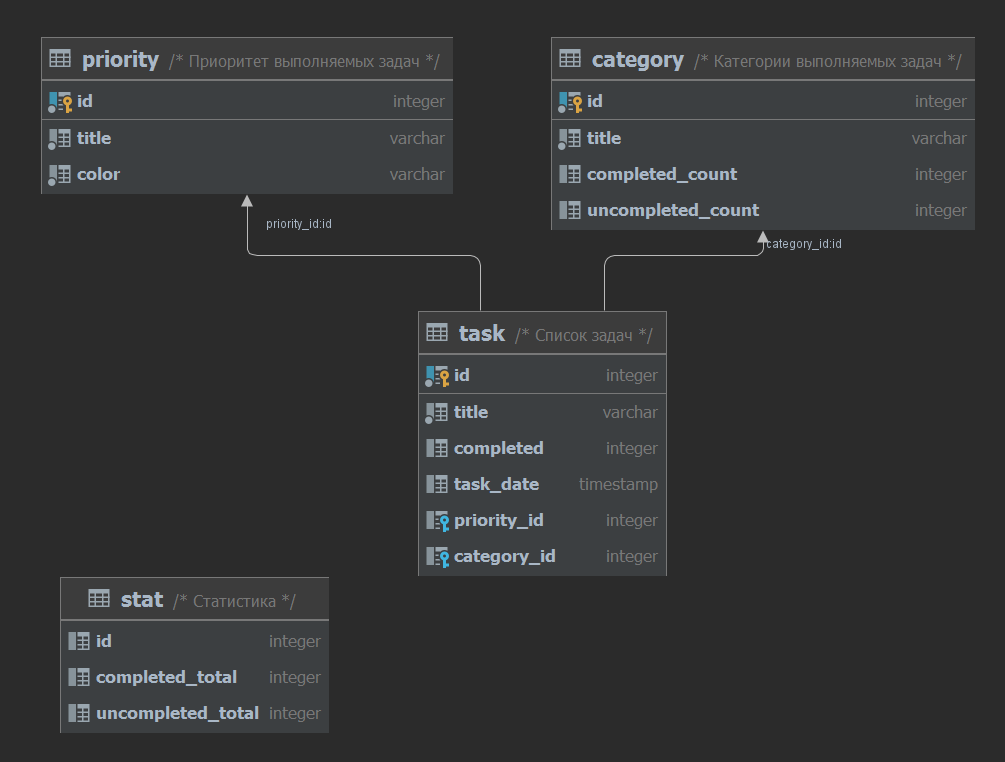 priority /* Приоритет выполняемых задач */
id integer
title varchar
color varchar
category /* Категории выполняемых задач */
id integer
title varchar
completed_count integer
uncompleted_count integer
priority_id:id
category_id:id
task /* Список задач */
id integer
title varchar
completed integer
task_date timestamp
priority_id integer
category_id integer
stat /* Статистика */
id integer
completed_total integer
uncompleted_total integer